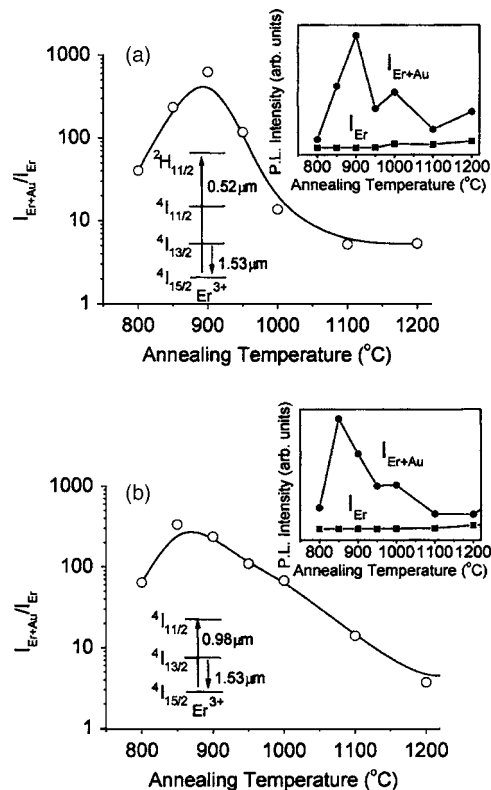 (a)
I_Er+Au/I_Er
1000
100
10
1
800 900 1000 1100 1200
Annealing Temperature (°C)
²H₁₁/₂
0.52μm
⁴I₁₁/₂
⁴I₁₃/₂
1.53μm
⁴I₁₅/₂
Er³⁺
P.L. Intensity (arb. units)
I_Er+Au
I_Er
800 900 1000 1100 1200
Annealing Temperature (°C)
(b)
I_Er+Au/I_Er
1000
100
10
1
800 900 1000 1100 1200
Annealing Temperature (°C)
⁴I₁₁/₂
0.98μm
⁴I₁₃/₂
1.53μm
⁴I₁₅/₂
Er³⁺
P.L. Intensity (arb. units)
I_Er+Au
I_Er
800 900 1000 1100 1200
Annealing Temperature (°C)